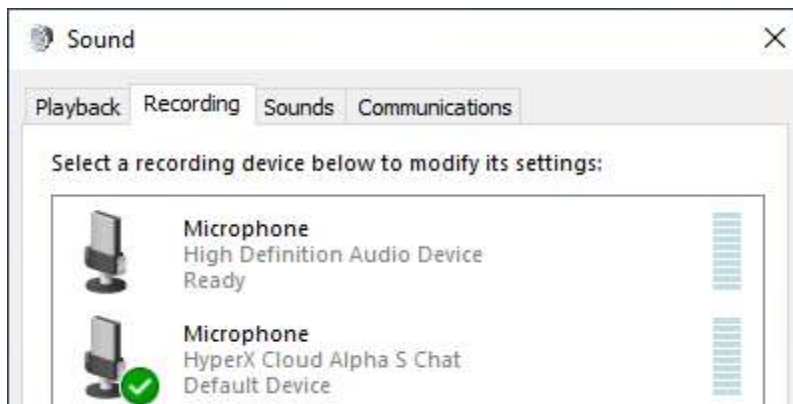 Sound
Playback Recording Sounds Communications
Select a recording device below to modify its settings:
Microphone
High Definition Audio Device
Ready
Microphone
HyperX Cloud Alpha S Chat
Default Device